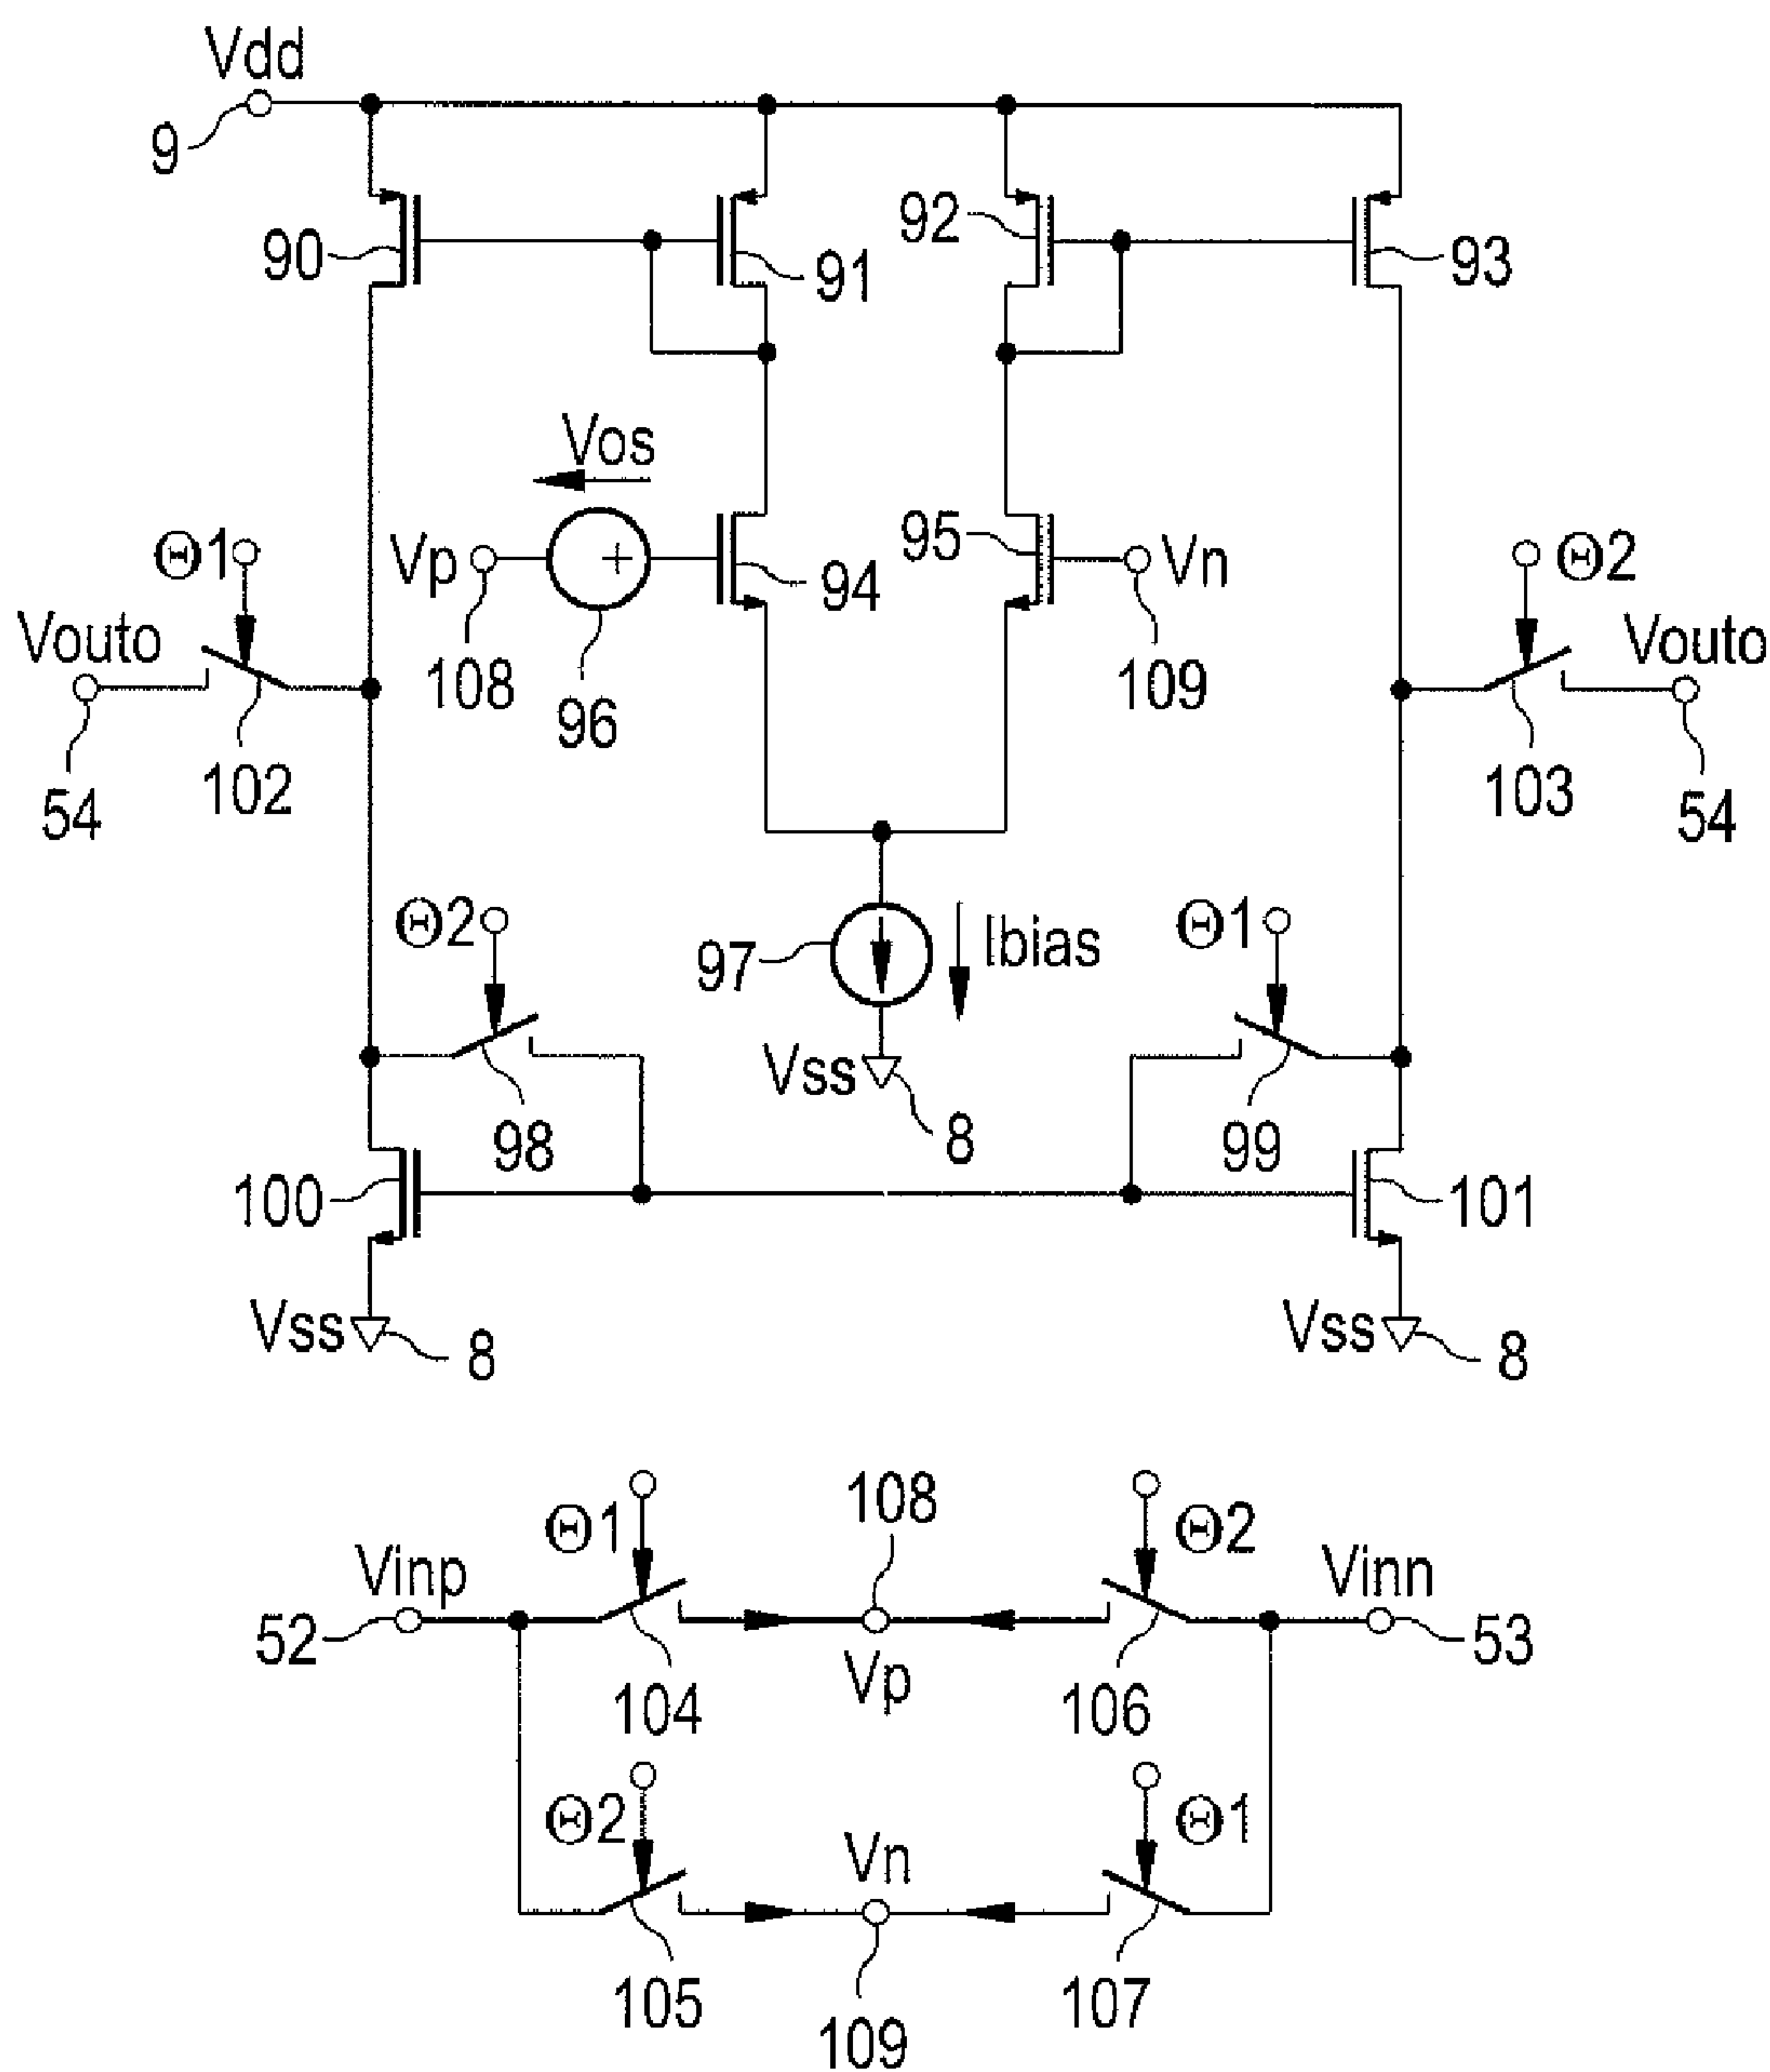 Vdd
9
90
91
92
93
Vos
Θ1
Vp
94
95
Vn
Θ2
Vouto
Vouto
108
96
109
54
102
103
54
Θ2
97
Ibias
Θ1
Vss
8
98
99
100
101
Vss
8
Vss
8
Θ1
108
Θ2
Vinp
Vinn
52
53
104
Vp
106
Θ2
Vn
Θ1
105
109
107